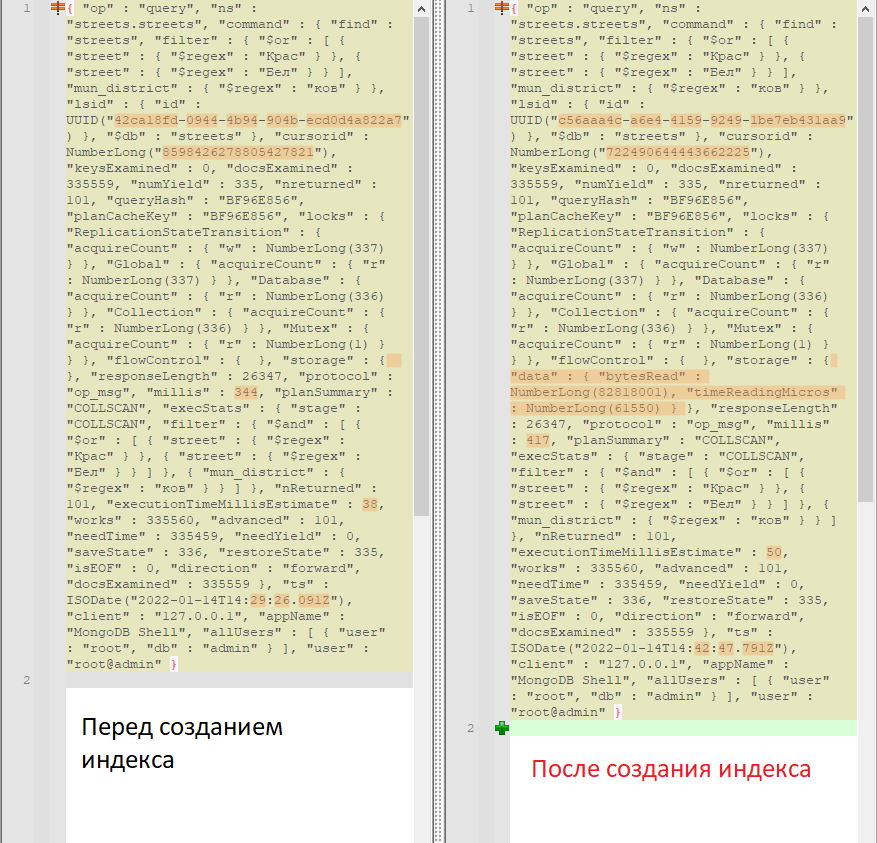 1
{ "op" : "query", "ns" :
"streets.streets", "command" : { "find" :
"streets", "filter" : { "$or" : [ {
"street" : { "$regex" : "Крас" } }, {
"street" : { "$regex" : "Бел" } } ],
"mun_district" : { "$regex" : "ков" } },
"lsid" : { "id" :
UUID("42ca18fd-0944-4b94-904b-ecd0d4a822a7"
) }, "$db" : "streets" }, "cursorid" :
NumberLong("8598426278805427821"),
"keysExamined" : 0, "docsExamined" :
335559, "numYield" : 335, "nreturned" :
101, "queryHash" : "BF96E856",
"planCacheKey" : "BF96E856", "locks" : {
"ReplicationStateTransition" : {
"acquireCount" : { "w" : NumberLong(337)
} }, "Global" : { "acquireCount" : { "r"
: NumberLong(337) } }, "Database" : {
"acquireCount" : { "r" : NumberLong(336)
} }, "Collection" : { "acquireCount" : {
"r" : NumberLong(336) } }, "Mutex" : {
"acquireCount" : { "r" : NumberLong(1) }
} }, "flowControl" : {  }, "storage" : {
}, "responseLength" : 26347, "protocol" :
"op_msg", "millis" : 344, "planSummary" :
"COLLSCAN", "execStats" : { "stage" :
"COLLSCAN", "filter" : { "$and" : [ {
"$or" : [ { "street" : { "$regex" :
"Крас" } }, { "street" : { "$regex" :
"Бел" } } ] }, { "mun_district" : {
"$regex" : "ков" } } ] }, "nReturned" :
101, "executionTimeMillisEstimate" : 38,
"works" : 335560, "advanced" : 101,
"needTime" : 335459, "needYield" : 0,
"saveState" : 336, "restoreState" : 335,
"isEOF" : 0, "direction" : "forward",
"docsExamined" : 335559 }, "ts" :
ISODate("2022-01-14T14:29:26.091Z"),
"client" : "127.0.0.1", "appName" :
"MongoDB Shell", "allUsers" : [ { "user"
: "root", "db" : "admin" } ], "user" :
"root@admin" }
2
Перед созданием
индекса
1
{ "op" : "query", "ns" :
"streets.streets", "command" : { "find" :
"streets", "filter" : { "$or" : [ {
"street" : { "$regex" : "Крас" } }, {
"street" : { "$regex" : "Бел" } } ],
"mun_district" : { "$regex" : "ков" } },
"lsid" : { "id" :
UUID("c56aaa4c-a6e4-4159-9249-1be7eb431aa9"
) }, "$db" : "streets" }, "cursorid" :
NumberLong("722490644443662225"),
"keysExamined" : 0, "docsExamined" :
335559, "numYield" : 335, "nreturned" :
101, "queryHash" : "BF96E856",
"planCacheKey" : "BF96E856", "locks" : {
"ReplicationStateTransition" : {
"acquireCount" : { "w" : NumberLong(337)
} }, "Global" : { "acquireCount" : { "r"
: NumberLong(337) } }, "Database" : {
"acquireCount" : { "r" : NumberLong(336)
} }, "Collection" : { "acquireCount" : {
"r" : NumberLong(336) } }, "Mutex" : {
"acquireCount" : { "r" : NumberLong(1) }
} }, "flowControl" : {  }, "storage" : {
"data" : { "bytesRead" :
NumberLong(82818001), "timeReadingMicros"
: NumberLong(61550) } }, "responseLength"
: 26347, "protocol" : "op_msg", "millis"
: 417, "planSummary" : "COLLSCAN",
"execStats" : { "stage" : "COLLSCAN",
"filter" : { "$and" : [ { "$or" : [ {
"street" : { "$regex" : "Крас" } }, {
"street" : { "$regex" : "Бел" } } ] }, {
"mun_district" : { "$regex" : "ков" } } ]
}, "nReturned" : 101,
"executionTimeMillisEstimate" : 50,
"works" : 335560, "advanced" : 101,
"needTime" : 335459, "needYield" : 0,
"saveState" : 336, "restoreState" : 335,
"isEOF" : 0, "direction" : "forward",
"docsExamined" : 335559 }, "ts" :
ISODate("2022-01-14T14:42:47.791Z"),
"client" : "127.0.0.1", "appName" :
"MongoDB Shell", "allUsers" : [ { "user"
: "root", "db" : "admin" } ], "user" :
"root@admin" }
2
После создания индекса